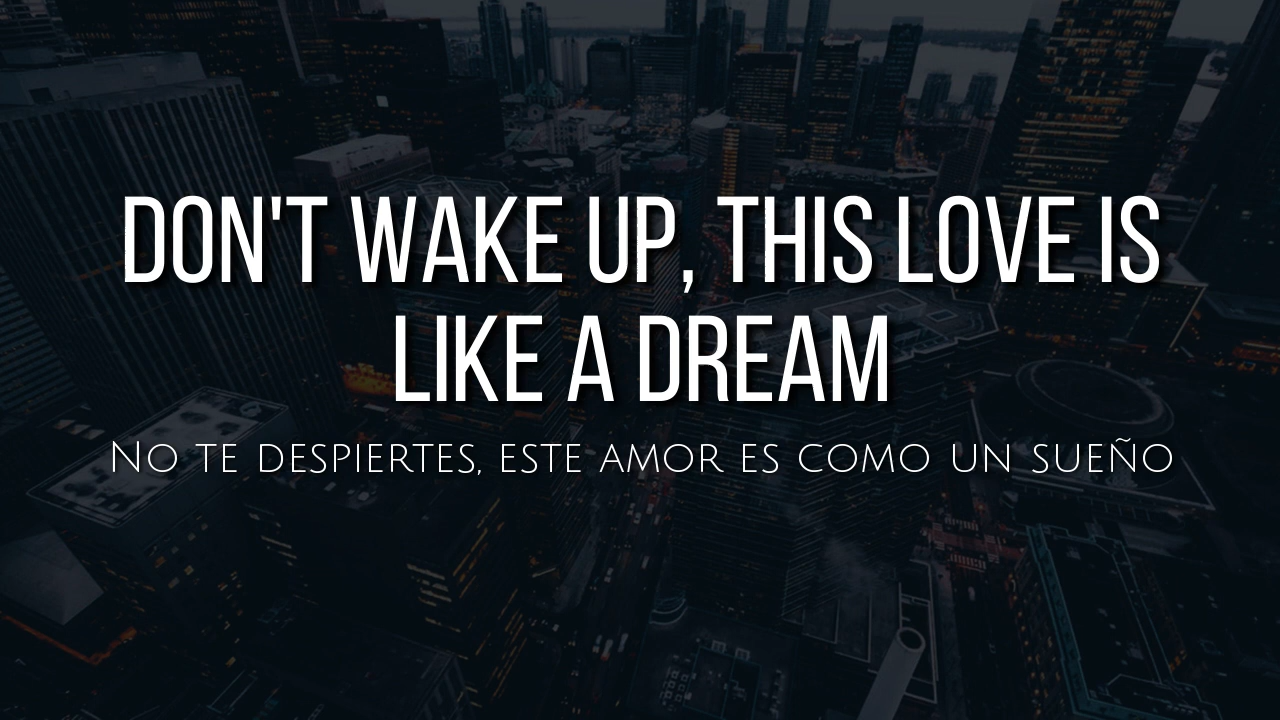 DON'T WAKE UP, THIS LOVE IS
LIKE A DREAM
No te despiertes, este amor es como un sueño